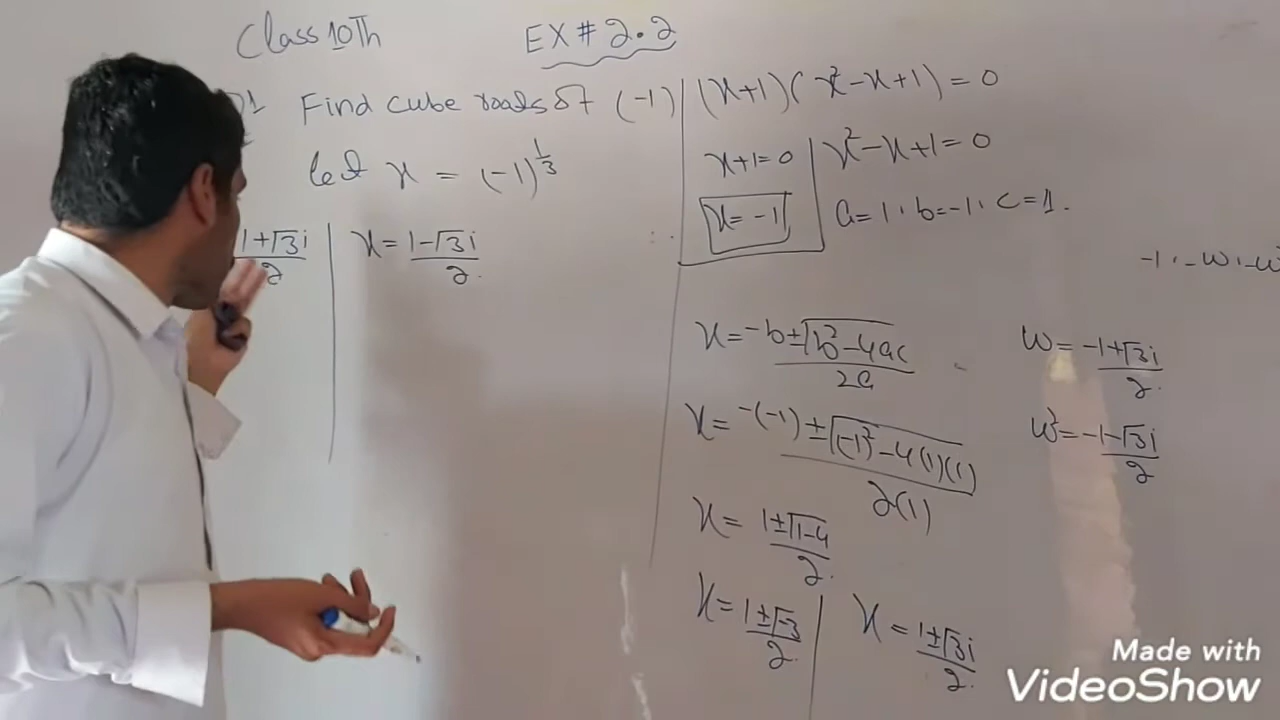 Class 10Th
EX # 2.2
Q1 Find cube roots of (-1)
let x = (-1)^{1/3}
1+√3i / 2
x = 1-√3i / 2.
(x+1)(x²-x+1) = 0
x+1=0
x=-1
x²-x+1=0
a=1, b=-1, c=1.
x = -b±√b²-4ac / 2a
x = -(-1)±√(-1)²-4(1)(1) / 2(1)
x = 1±√1-4 / 2.
x = 1±√-3 / 2.
x = 1±√3i / 2.
-1, -w, -w²
w = -1+√3i / 2.
w² = -1-√3i / 2
Made with
VideoShow